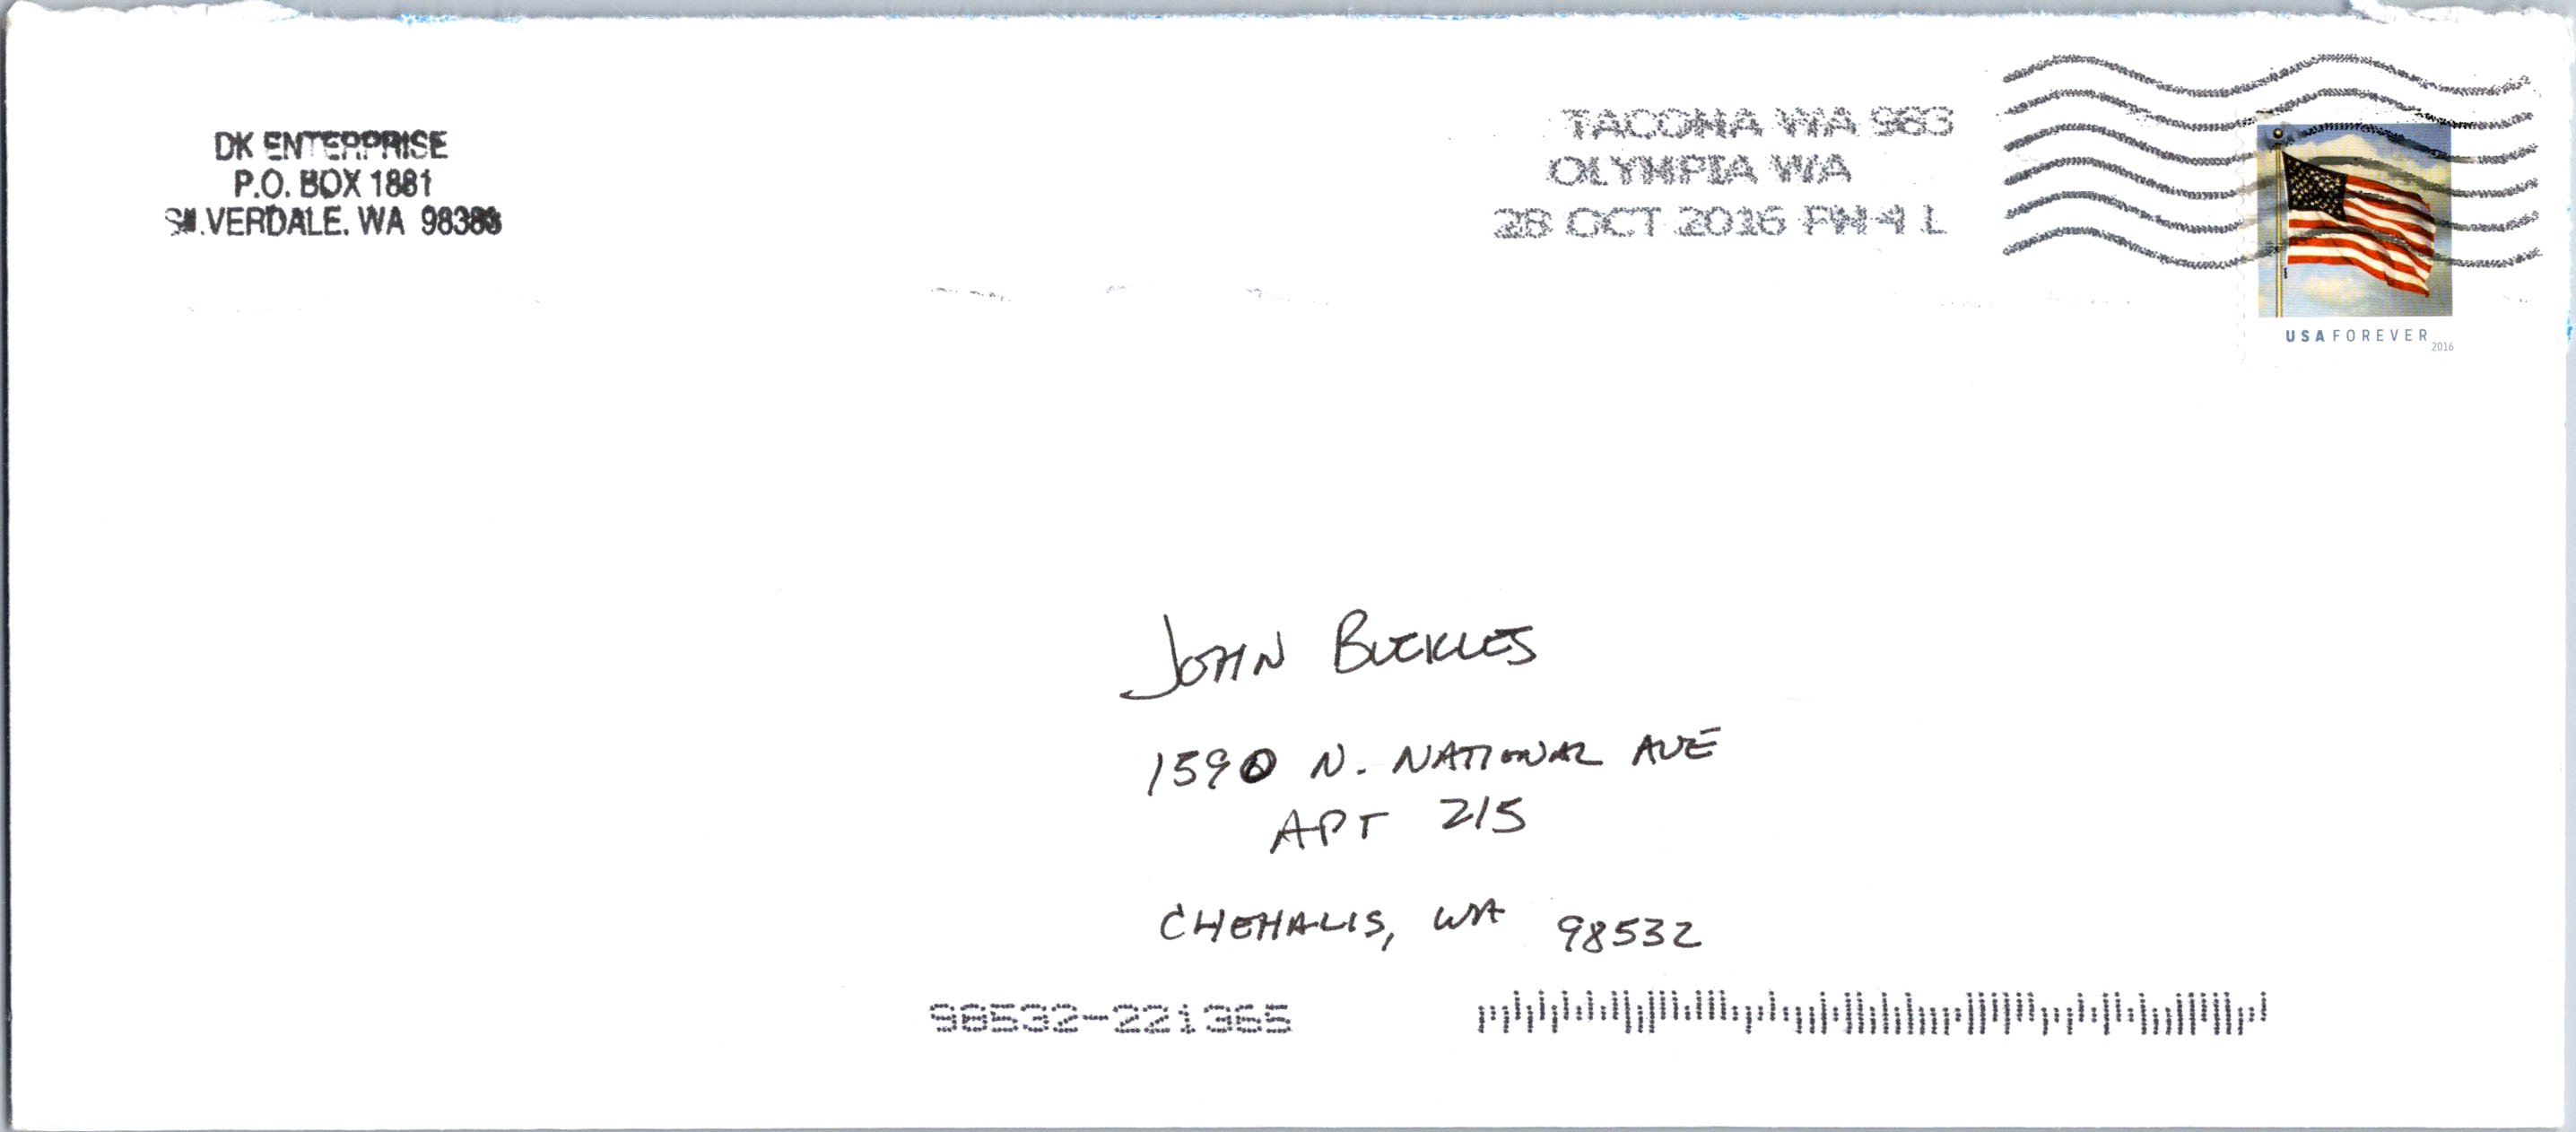 DK ENTERPRISE
P.O. BOX 1881
SILVERDALE, WA 98383
TACOMA WA 983
OLYMPIA WA
28 OCT 2016 PM 4 L
USA FOREVER
2016
JOHN BUCKLES
1590 N. NATIONAL AVE
APT 215
CHEHALIS, WA 98532
98532-221365